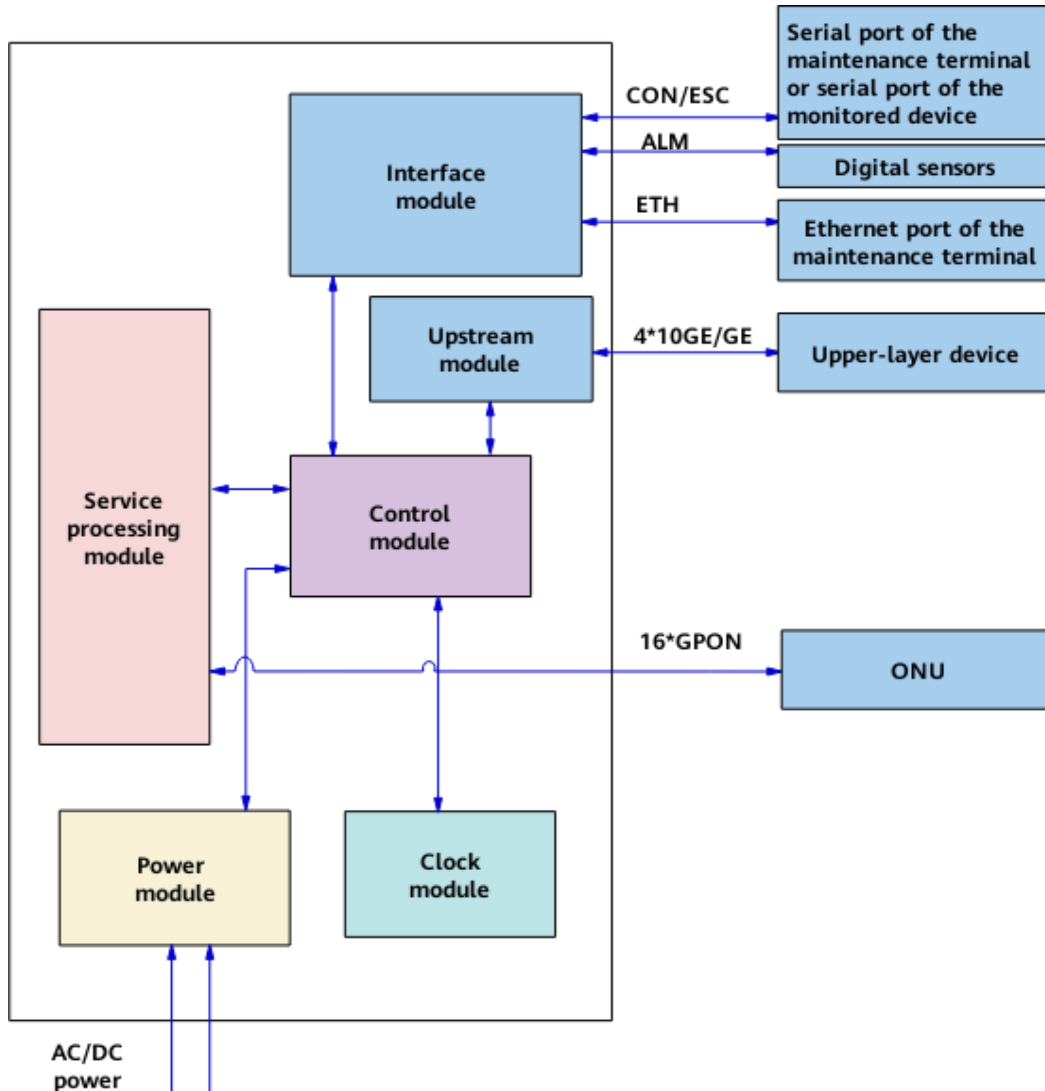 Serial port of the
maintenance terminal
or serial port of the
monitored device
CON/ESC
ALM
Digital sensors
Interface
module
ETH
Ethernet port of the
maintenance terminal
Upstream
module
4*10GE/GE
Upper-layer device
Service
processing
module
Control
module
16*GPON
ONU
Power
module
Clock
module
AC/DC
power